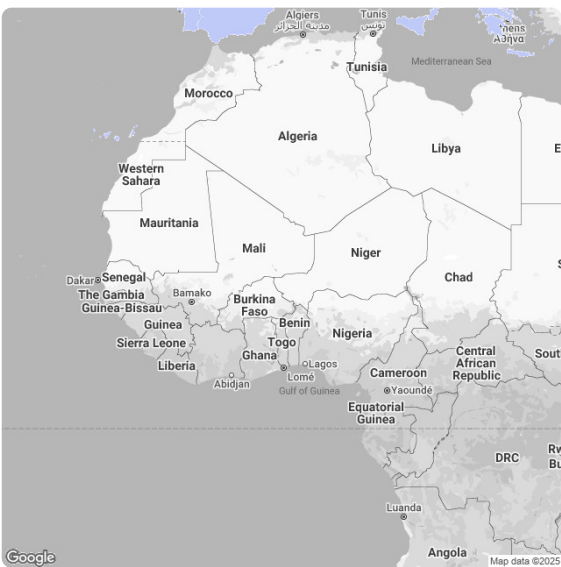 Algiers
مدينة الجزائر
Tunis
تونس
Αθήνα
Mediterranean Sea
Tunisia
Morocco
Algeria
Libya
Western
Sahara
Mauritania
Mali
Niger
Chad
Dakar
Senegal
The Gambia
Guinea-Bissau
Bamako
Burkina
Faso
Guinea
Benin
Nigeria
Sierra Leone
Togo
Ghana
Liberia
Lagos
Lomé
Abidjan
Gulf of Guinea
Cameroon
Central
African
Republic
Yaoundé
Equatorial
Guinea
DRC
Luanda
Angola
Google
Map data ©2025